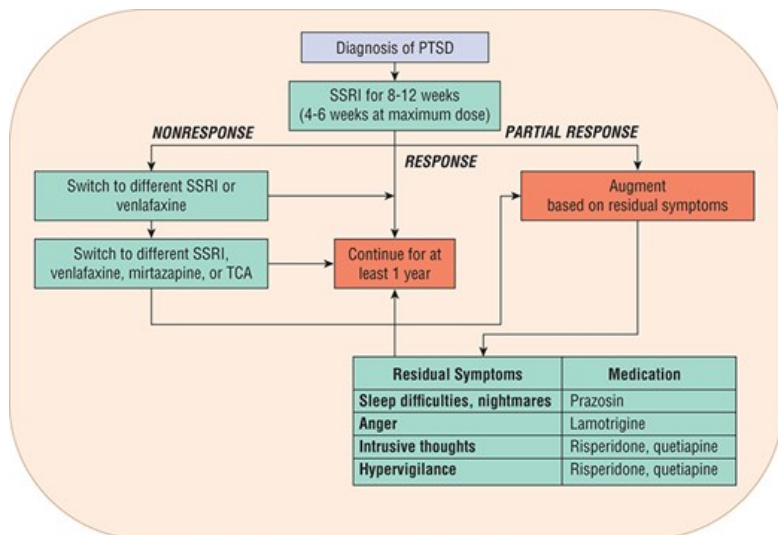 Diagnosis of PTSD
SSRI for 8-12 weeks
(4-6 weeks at maximum dose)
NONRESPONSE
PARTIAL RESPONSE
RESPONSE
Switch to different SSRI or
venlafaxine
Augment
based on residual symptoms
Switch to different SSRI,
venlafaxine, mirtazapine, or TCA
Continue for at
least 1 year
Residual Symptoms Medication
Sleep difficulties, nightmares Prazosin
Anger Lamotrigine
Intrusive thoughts Risperidone, quetiapine
Hypervigilance Risperidone, quetiapine